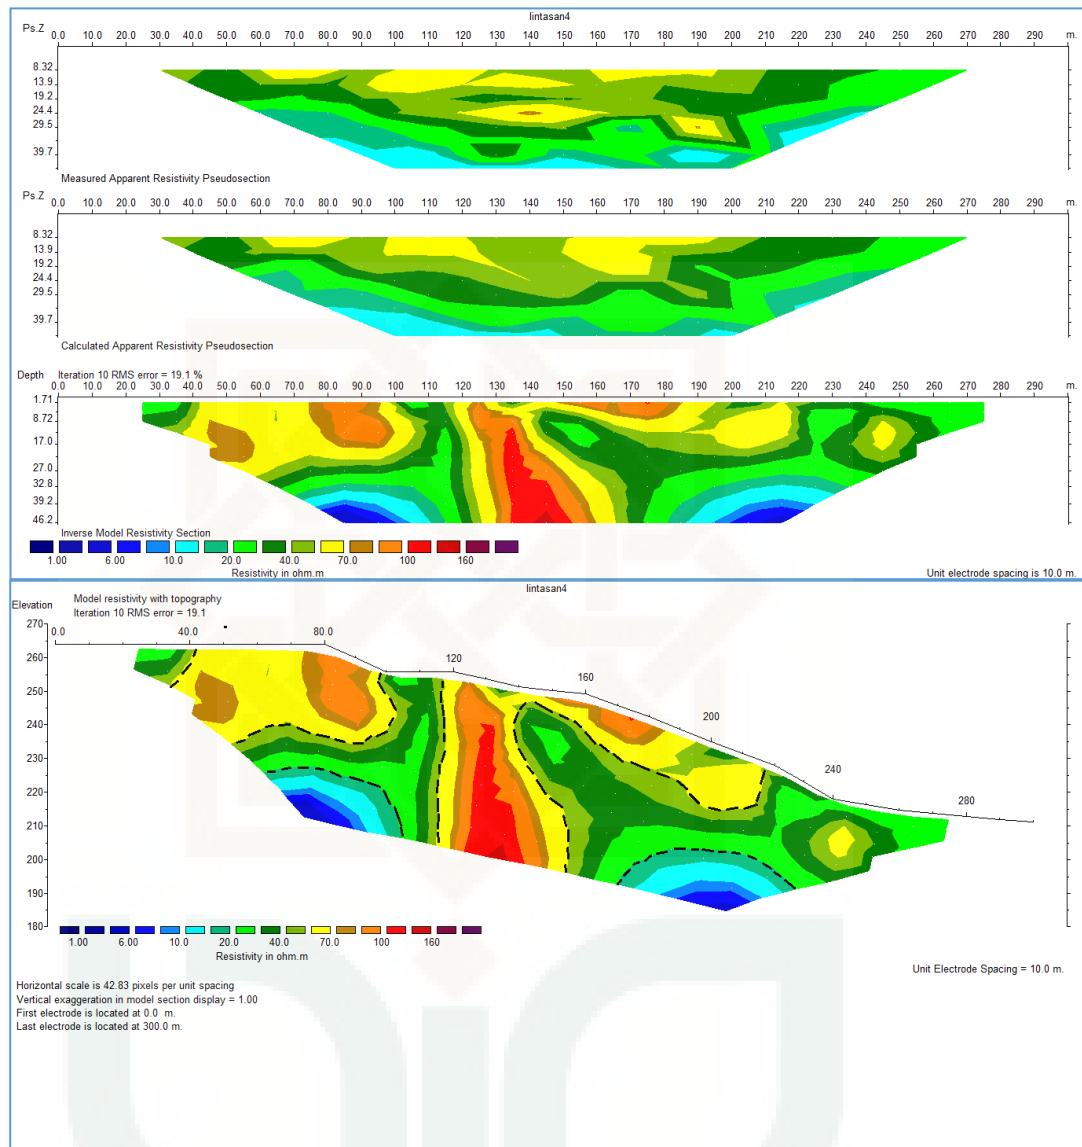 lintasan4
Ps.Z 0.0 10.0 20.0 30.0 40.0 50.0 60.0 70.0 80.0 90.0 100 110 120 130 140 150 160 170 180 190 200 210 220 230 240 250 260 270 280 290 m.
8.32
13.9
19.2
24.4
29.5
39.7
Measured Apparent Resistivity Pseudosection
Ps.Z 0.0 10.0 20.0 30.0 40.0 50.0 60.0 70.0 80.0 90.0 100 110 120 130 140 150 160 170 180 190 200 210 220 230 240 250 260 270 280 290 m.
8.32
13.9
19.2
24.4
29.5
39.7
Calculated Apparent Resistivity Pseudosection
Depth Iteration 10 RMS error = 19.1 %
0.0 10.0 20.0 30.0 40.0 50.0 60.0 70.0 80.0 90.0 100 110 120 130 140 150 160 170 180 190 200 210 220 230 240 250 260 270 280 290 m.
1.71
8.72
17.0
27.0
32.8
39.2
46.2
Inverse Model Resistivity Section
1.00 6.00 10.0 20.0 40.0 70.0 100 160
Resistivity in ohm.m
Unit electrode spacing is 10.0 m.
lintasan4
Model resistivity with topography
Elevation Iteration 10 RMS error = 19.1
270
0.0 40.0 80.0 120 160 200 240 280
260
250
240
230
220
210
200
190
180
1.00 6.00 10.0 20.0 40.0 70.0 100 160
Resistivity in ohm.m
Unit Electrode Spacing = 10.0 m.
Horizontal scale is 42.83 pixels per unit spacing
Vertical exaggeration in model section display = 1.00
First electrode is located at 0.0 m.
Last electrode is located at 300.0 m.